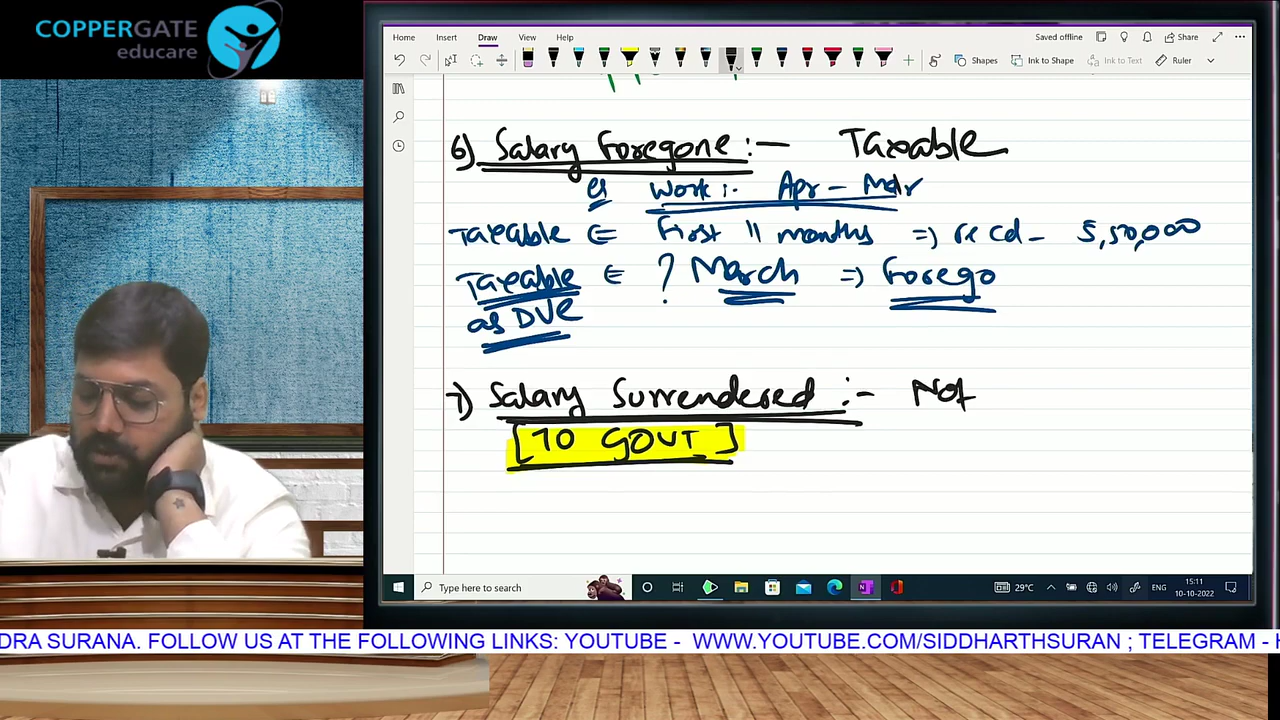 COPPERGATE
educare
Home Insert Draw View Help
Saved offline
Share
Shapes Ink to Shape Ink to Text Ruler
6) Salary Foregone :- Taxable
eg Work :- Apr - Mar
Taxable ⇐ First 11 months => recd - 5,50,000
Taxable ⇐ ? March => Forego
as DUE
7) Salary Surrendered :- Not
[TO GOVT]
Type here to search
29°C
ENG
15:11
10-10-2022
DRA SURANA. FOLLOW US AT THE FOLLOWING LINKS: YOUTUBE - WWW.YOUTUBE.COM/SIDDHARTHSURAN ; TELEGRAM - H